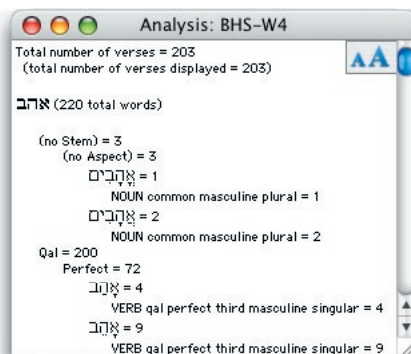 Analysis: BHS-W4
Total number of verses = 203
(total number of verses displayed = 203)
AA
אהב (220 total words)
(no Stem) = 3
(no Aspect) = 3
אֲהָבִים = 1
NOUN common masculine plural = 1
אֳהָבִים = 2
NOUN common masculine plural = 2
Qal = 200
Perfect = 72
אָהַב = 4
VERB qal perfect third masculine singular = 4
אָהֵב = 9
VERB qal perfect third masculine singular = 9